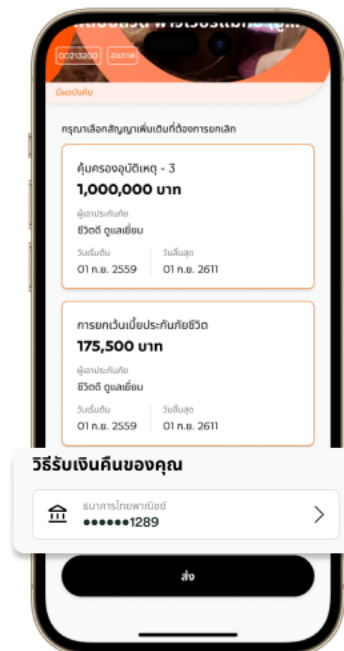 00213200 สุขภาพ
มีผลบังคับ
กรุณาเลือกสัญญาเพิ่มเติมที่ต้องการยกเลิก
คุ้มครองอุบัติเหตุ - 3
1,000,000 บาท
ผู้เอาประกันภัย
ชีวิตดี ดูแลเยี่ยม
วันเริ่มต้น วันสิ้นสุด
01 ก.ย. 2559 01 ก.ย. 2611
การยกเว้นเบี้ยประกันภัยชีวิต
175,500 บาท
ผู้เอาประกันภัย
ชีวิตดี ดูแลเยี่ยม
วันเริ่มต้น วันสิ้นสุด
01 ก.ย. 2559 01 ก.ย. 2611
วิธีรับเงินคืนของคุณ
ธนาคารไทยพาณิชย์
••••••1289
ส่ง